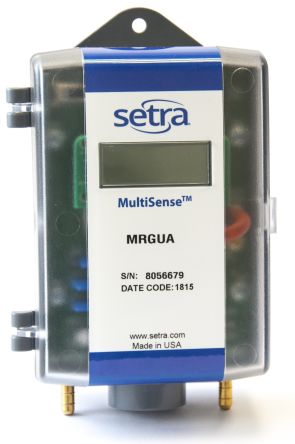 setra
MultiSense™
MRGUA
S/N: 8056679
DATE CODE: 1815
www.setra.com
Made in USA